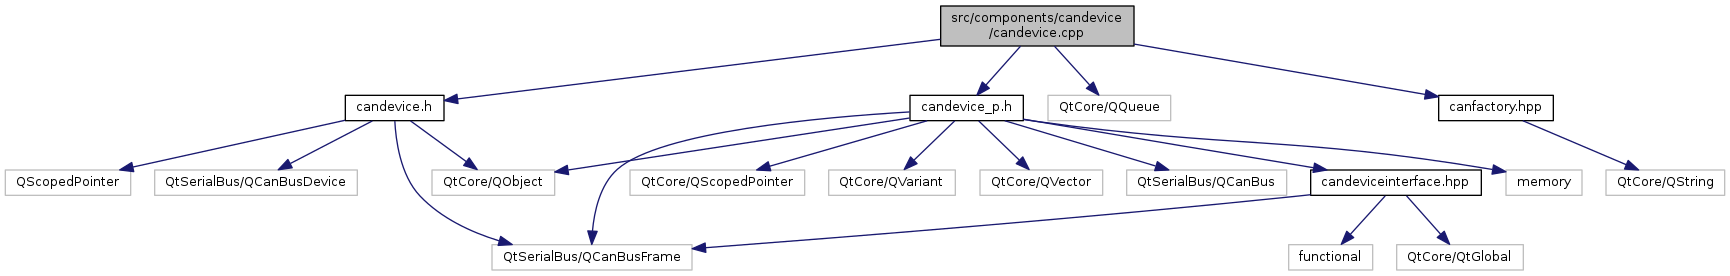 src/components/candevice
/candevice.cpp
candevice.h
candevice_p.h
QtCore/QQueue
canfactory.hpp
QScopedPointer
QtSerialBus/QCanBusDevice
QtCore/QObject
QtCore/QScopedPointer
QtCore/QVariant
QtCore/QVector
QtSerialBus/QCanBus
candeviceinterface.hpp
memory
QtCore/QString
QtSerialBus/QCanBusFrame
functional
QtCore/QtGlobal